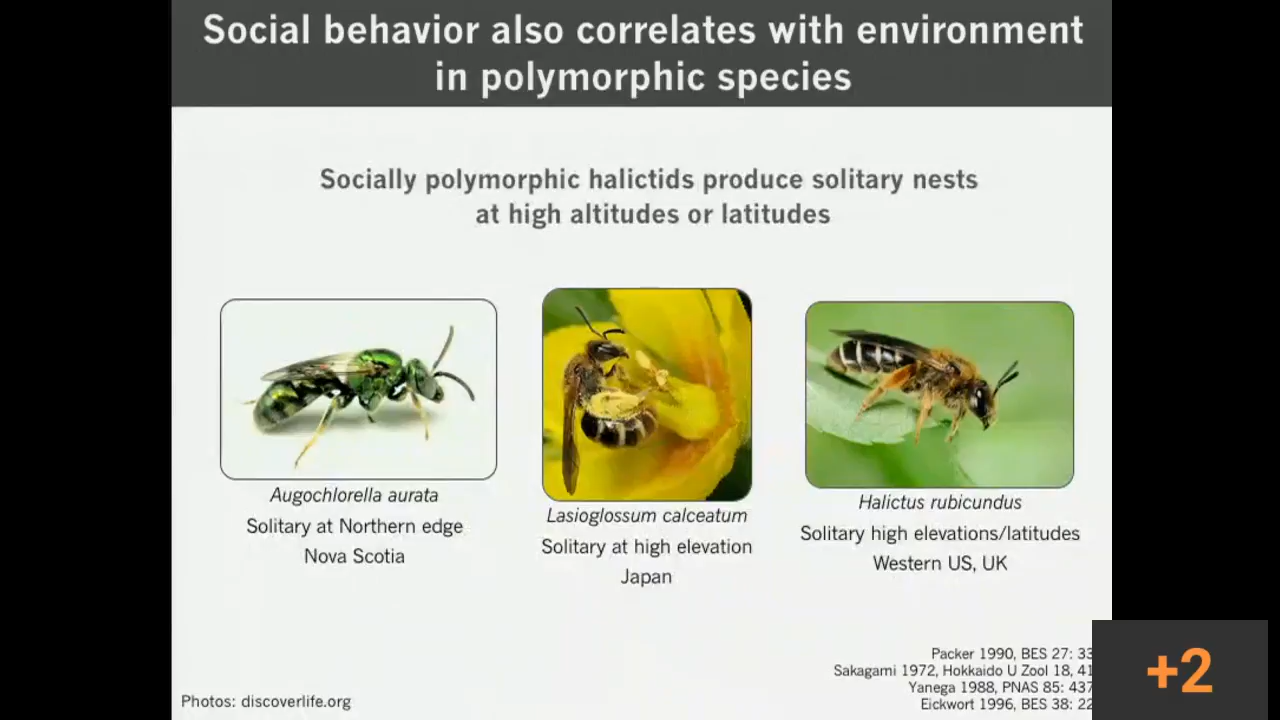 Social behavior also correlates with environment
in polymorphic species
Socially polymorphic halictids produce solitary nests
at high altitudes or latitudes
Augochlorella aurata
Solitary at Northern edge
Nova Scotia
Lasioglossum calceatum
Solitary at high elevation
Japan
Halictus rubicundus
Solitary high elevations/latitudes
Western US, UK
Packer 1990, BES 27: 33
Sakagami 1972, Hokkaido U Zool 18, 41
Yanega 1988, PNAS 85: 437
Eickwort 1996, BES 38: 22
Photos: discoverlife.org
+2